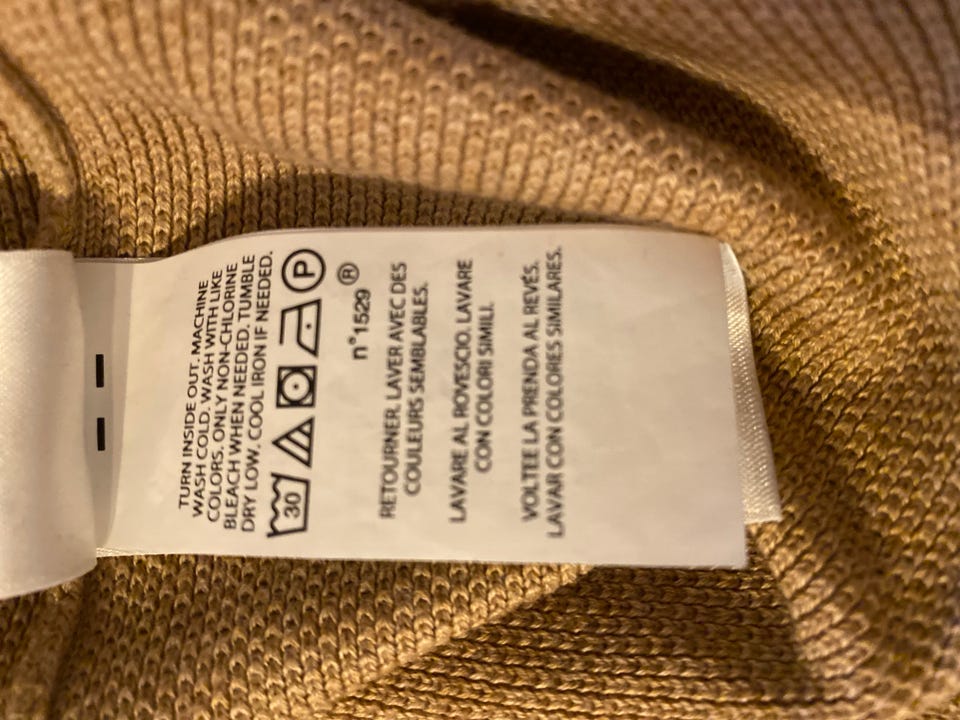 TURN INSIDE OUT. MACHINE
WASH COLD. WASH WITH LIKE
COLORS. ONLY NON-CHLORINE
BLEACH WHEN NEEDED. TUMBLE
DRY LOW. COOL IRON IF NEEDED.
30 P
n°1529 ®
RETOURNER. LAVER AVEC DES
COULEURS SEMBLABLES.
LAVARE AL ROVESCIO. LAVARE
CON COLORI SIMILI.
VOLTEE LA PRENDA AL REVÉS.
LAVAR CON COLORES SIMILARES.